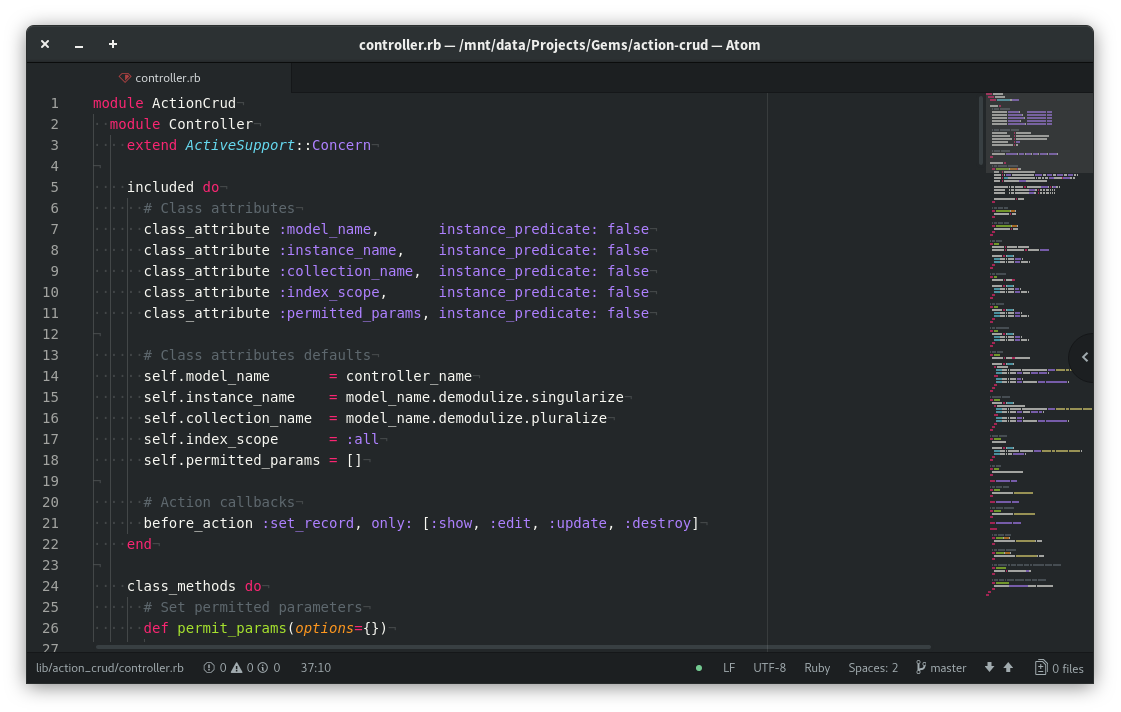 controller.rb — /mnt/data/Projects/Gems/action-crud — Atom
controller.rb
1 module ActionCrud
2 module Controller
3 extend ActiveSupport::Concern
4
5 included do
6 # Class attributes
7 class_attribute :model_name,       instance_predicate: false
8 class_attribute :instance_name,    instance_predicate: false
9 class_attribute :collection_name,  instance_predicate: false
10 class_attribute :index_scope,      instance_predicate: false
11 class_attribute :permitted_params, instance_predicate: false
12
13 # Class attributes defaults
14 self.model_name       = controller_name
15 self.instance_name    = model_name.demodulize.singularize
16 self.collection_name  = model_name.demodulize.pluralize
17 self.index_scope      = :all
18 self.permitted_params = []
19
20 # Action callbacks
21 before_action :set_record, only: [:show, :edit, :update, :destroy]
22 end
23
24 class_methods do
25 # Set permitted parameters
26 def permit_params(options={})
27
lib/action_crud/controller.rb 0 0 0 37:10 LF UTF-8 Ruby Spaces: 2 master 0 files